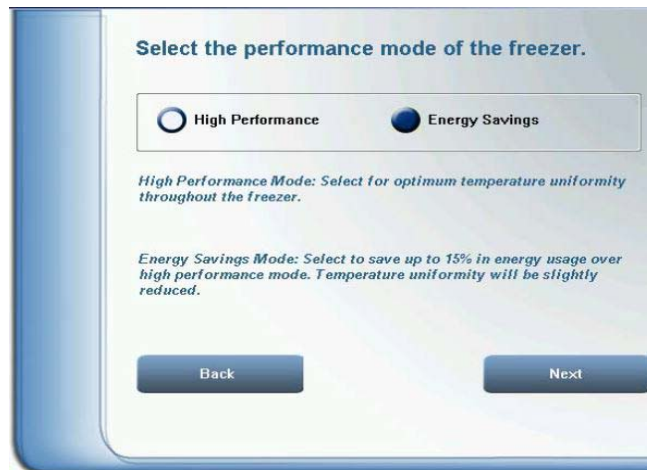 Select the performance mode of the freezer.
High Performance Energy Savings
High Performance Mode: Select for optimum temperature uniformity
throughout the freezer.
Energy Savings Mode: Select to save up to 15% in energy usage over
high performance mode. Temperature uniformity will be slightly
reduced.
Back Next